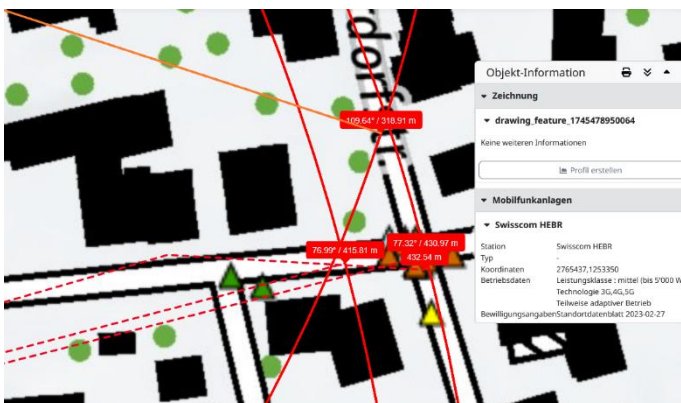 dorfstr.
109.64° / 318.91 m
76.99° / 415.81 m
77.32° / 430.97 m
432.54 m
Objekt-Information
Zeichnung
drawing_feature_1745478950064
Keine weiteren Informationen
Profil erstellen
Mobilfunkanlagen
Swisscom HEBR
Station Swisscom HEBR
Typ -
Koordinaten 2765437,1253350
Betriebsdaten Leistungsklasse : mittel (bis 5'000 W
Technologie 3G,4G,5G
Teilweise adaptiver Betrieb
Bewilligungsangaben Standortdatenblatt 2023-02-27